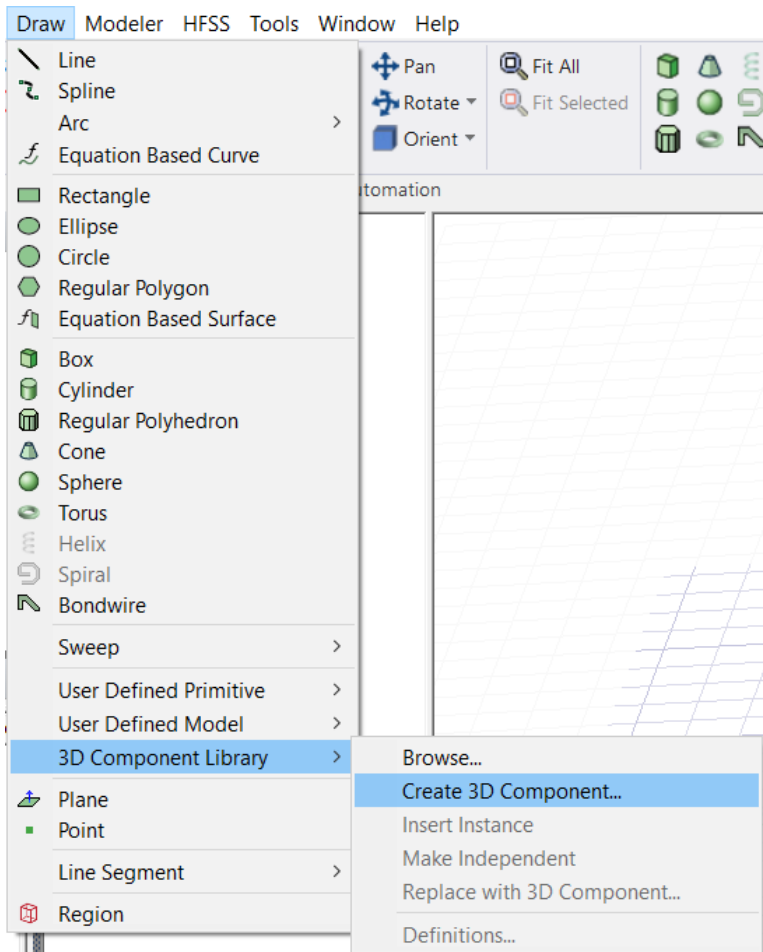 Draw Modeler HFSS Tools Window Help
Line
Spline
Arc
Equation Based Curve
Rectangle
Ellipse
Circle
Regular Polygon
Equation Based Surface
Box
Cylinder
Regular Polyhedron
Cone
Sphere
Torus
Helix
Spiral
Bondwire
Sweep
User Defined Primitive
User Defined Model
3D Component Library
Plane
Point
Line Segment
Region
Pan
Rotate
Orient
Fit All
Fit Selected
tomation
Browse...
Create 3D Component...
Insert Instance
Make Independent
Replace with 3D Component...
Definitions...